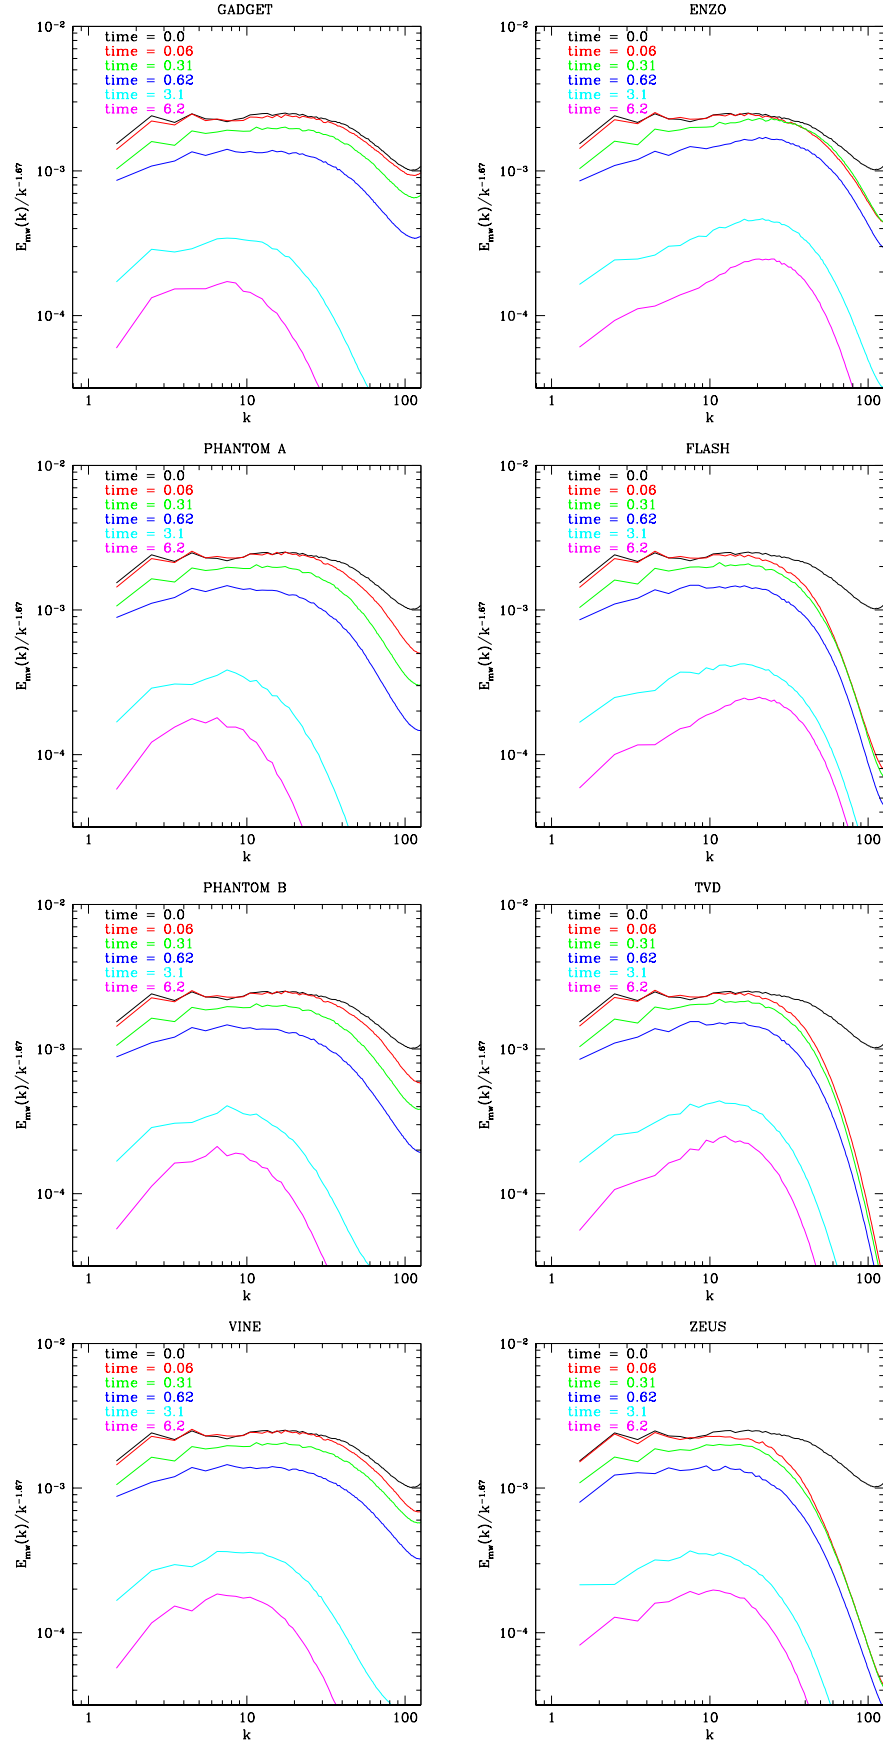 GADGET
10⁻²
time = 0.0
time = 0.06
time = 0.31
time = 0.62
time = 3.1
time = 6.2
10⁻³
10⁻⁴
E_mw(k)/k^-1.67
1 10 100
k
ENZO
10⁻²
time = 0.0
time = 0.06
time = 0.31
time = 0.62
time = 3.1
time = 6.2
10⁻³
10⁻⁴
E_mw(k)/k^-1.67
1 10 100
k
PHANTOM A
10⁻²
time = 0.0
time = 0.06
time = 0.31
time = 0.62
time = 3.1
time = 6.2
10⁻³
10⁻⁴
E_mw(k)/k^-1.67
1 10 100
k
FLASH
10⁻²
time = 0.0
time = 0.06
time = 0.31
time = 0.62
time = 3.1
time = 6.2
10⁻³
10⁻⁴
E_mw(k)/k^-1.67
1 10 100
k
PHANTOM B
10⁻²
time = 0.0
time = 0.06
time = 0.31
time = 0.62
time = 3.1
time = 6.2
10⁻³
10⁻⁴
E_mw(k)/k^-1.67
1 10 100
k
TVD
10⁻²
time = 0.0
time = 0.06
time = 0.31
time = 0.62
time = 3.1
time = 6.2
10⁻³
10⁻⁴
E_mw(k)/k^-1.67
1 10 100
k
VINE
10⁻²
time = 0.0
time = 0.06
time = 0.31
time = 0.62
time = 3.1
time = 6.2
10⁻³
10⁻⁴
E_mw(k)/k^-1.67
1 10 100
k
ZEUS
10⁻²
time = 0.0
time = 0.06
time = 0.31
time = 0.62
time = 3.1
time = 6.2
10⁻³
10⁻⁴
E_mw(k)/k^-1.67
1 10 100
k